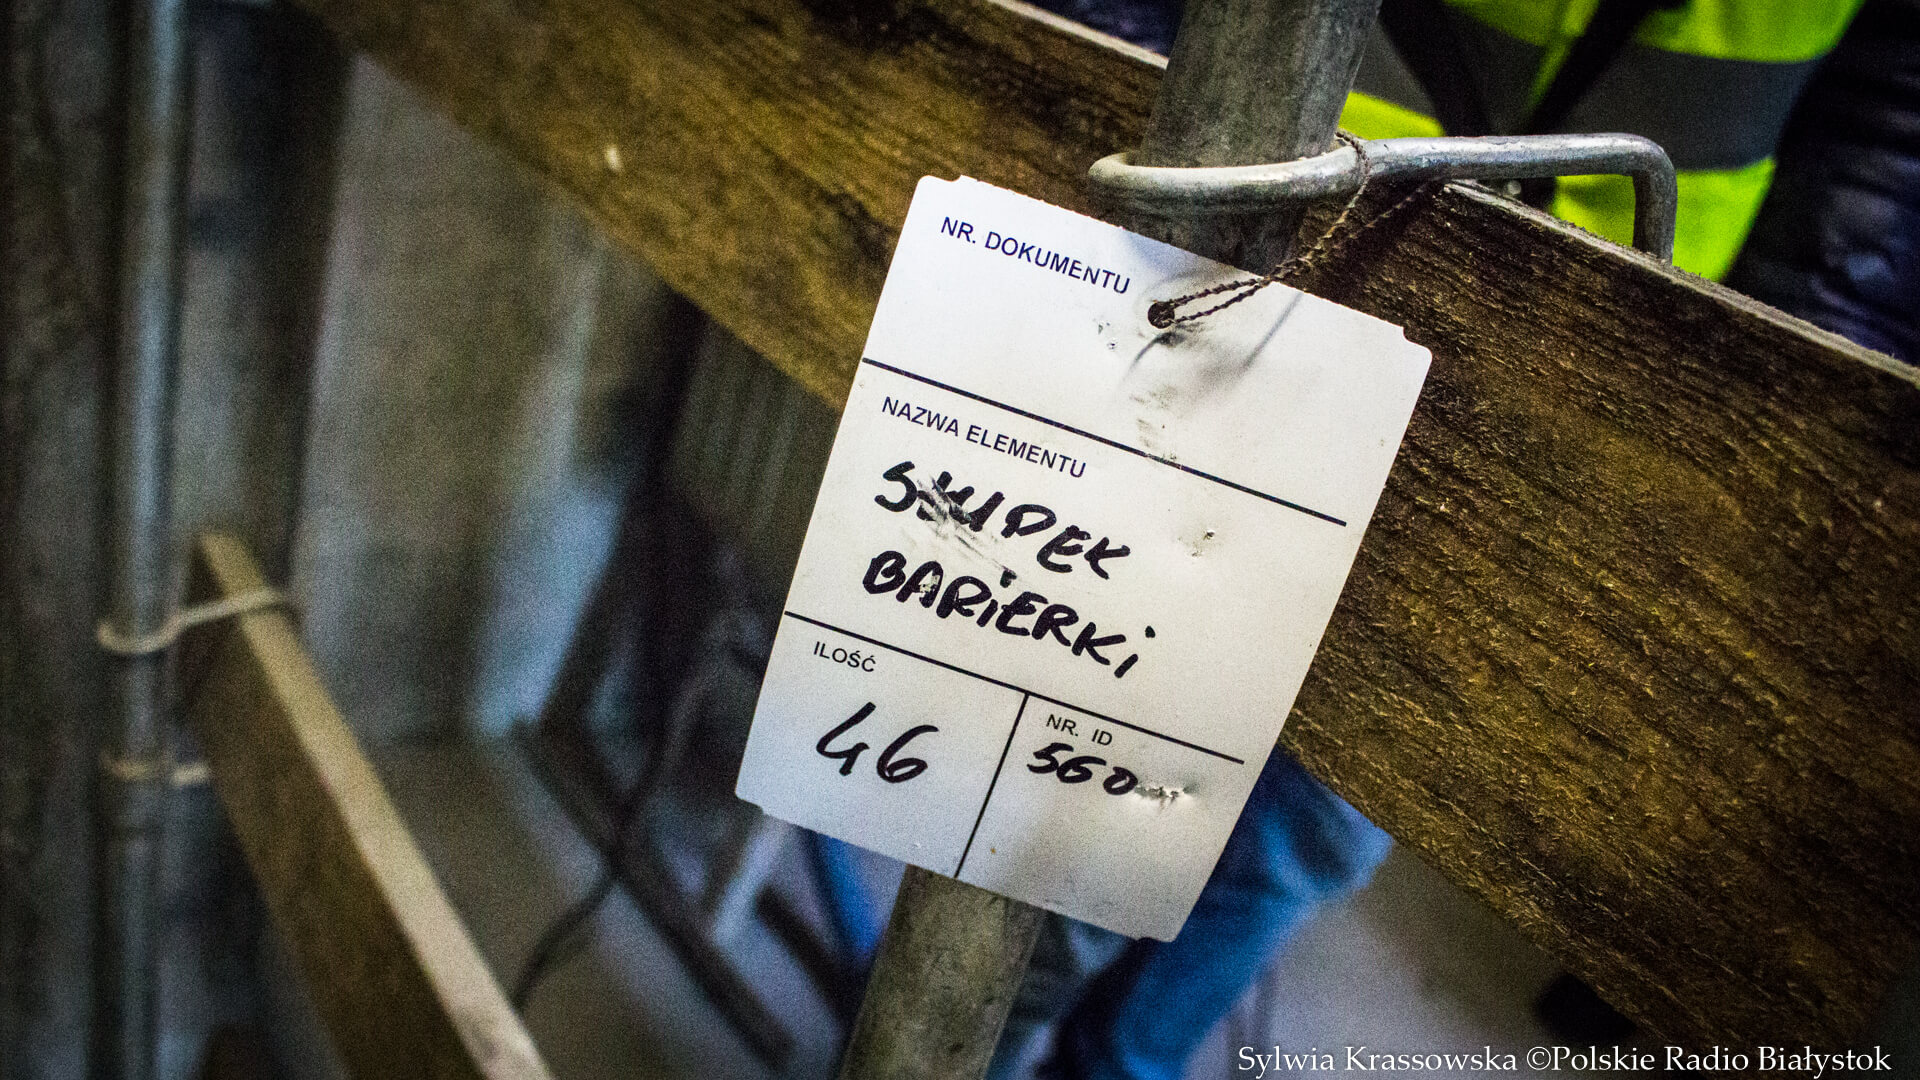 NR. DOKUMENTU
NAZWA ELEMENTU
SŁUPEK
BARIERKI
ILOŚĆ
46
NR. ID
560
Sylwia Krassowska ©Polskie Radio Białystok